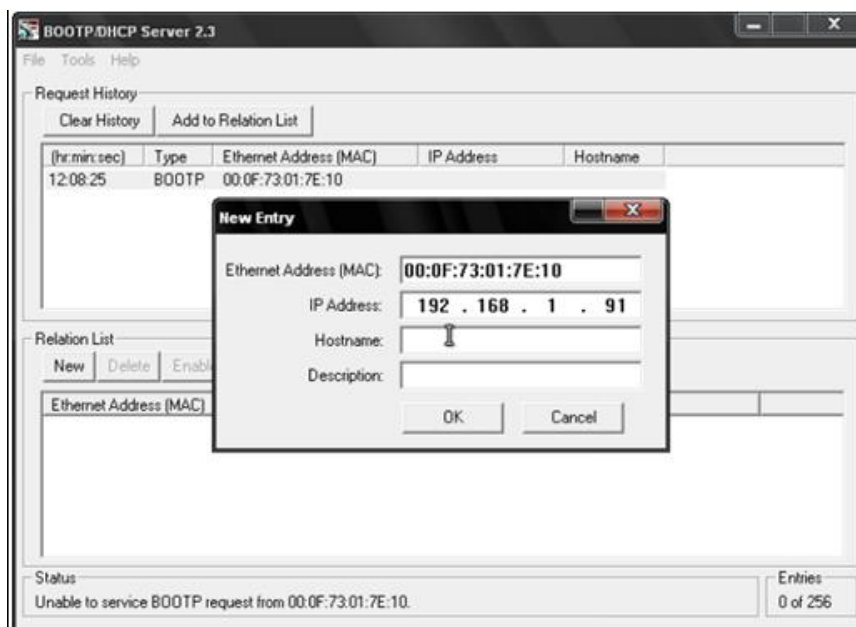 BOOTP/DHCP Server 2.3
File Tools Help
Request History
Clear History Add to Relation List
(hr:min:sec) Type Ethernet Address (MAC) IP Address Hostname
12:08:25 BOOTP 00:0F:73:01:7E:10
New Entry
Ethernet Address (MAC): 00:0F:73:01:7E:10
IP Address: 192 . 168 . 1 . 91
Hostname:
Description:
OK Cancel
Relation List
New Delete Enabl
Ethernet Address (MAC)
Status
Unable to service BOOTP request from 00:0F:73:01:7E:10.
Entries
0 of 256